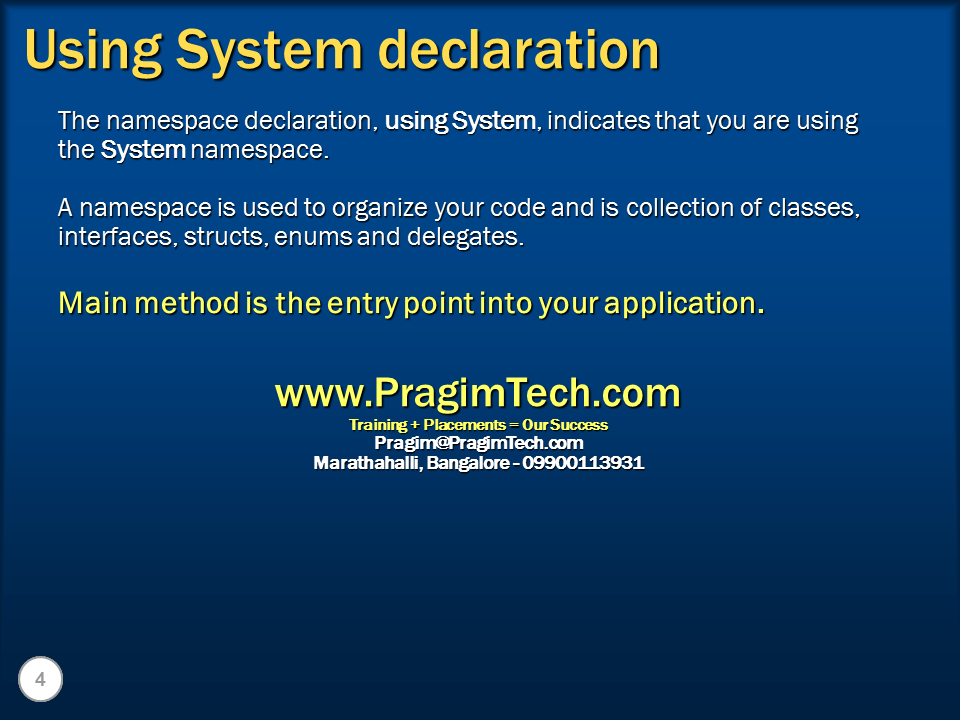 Using System declaration
The namespace declaration, using System, indicates that you are using
the System namespace.
A namespace is used to organize your code and is collection of classes,
interfaces, structs, enums and delegates.
Main method is the entry point into your application.
www.PragimTech.com
Training + Placements = Our Success
Pragim@PragimTech.com
Marathahalli, Bangalore - 09900113931
4